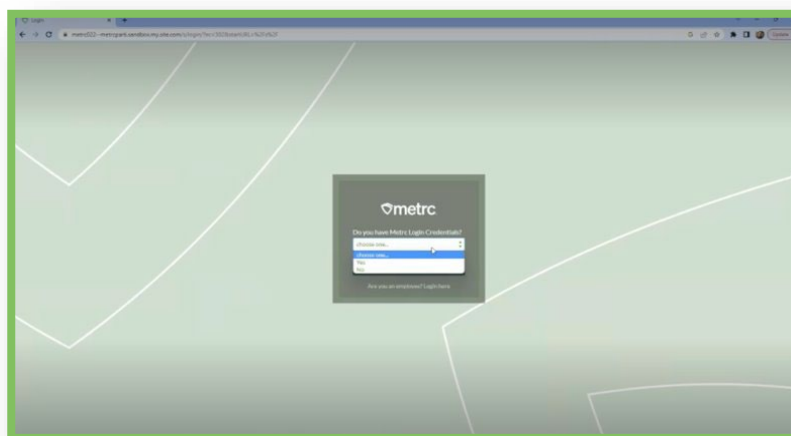 Login
metrc
Do you have Metrc Login Credentials?
choose one...
choose one...
Yes
No
Are you an employee? Login here